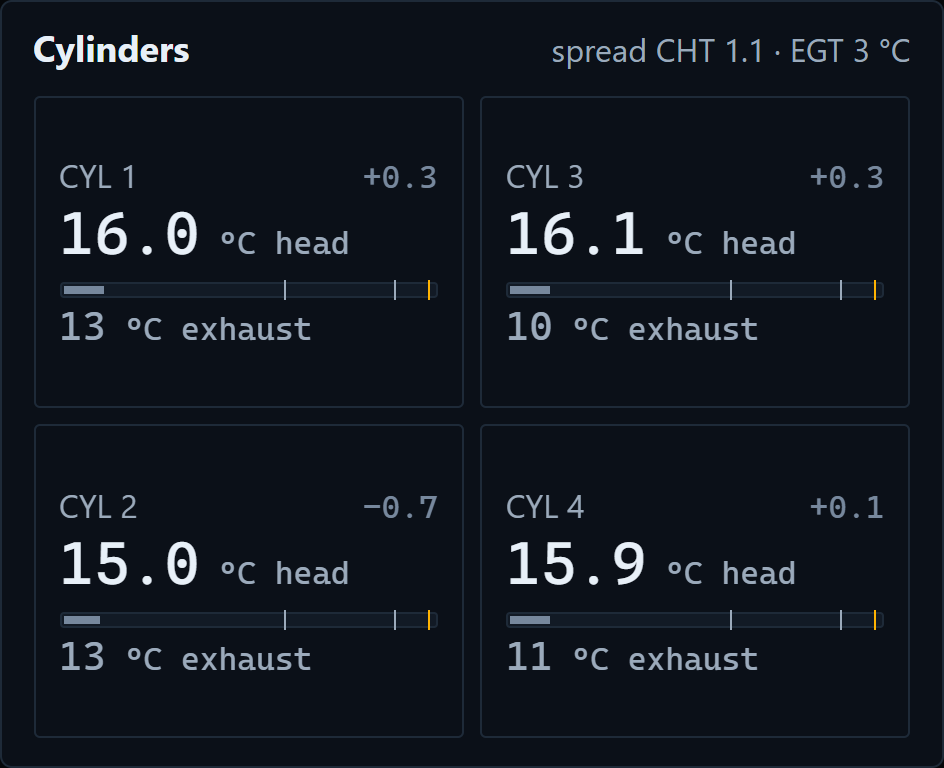 Cylinders
spread CHT 1.1 · EGT 3 °C
CYL 1 +0.3
16.0 °C head
13 °C exhaust
CYL 3 +0.3
16.1 °C head
10 °C exhaust
CYL 2 −0.7
15.0 °C head
13 °C exhaust
CYL 4 +0.1
15.9 °C head
11 °C exhaust